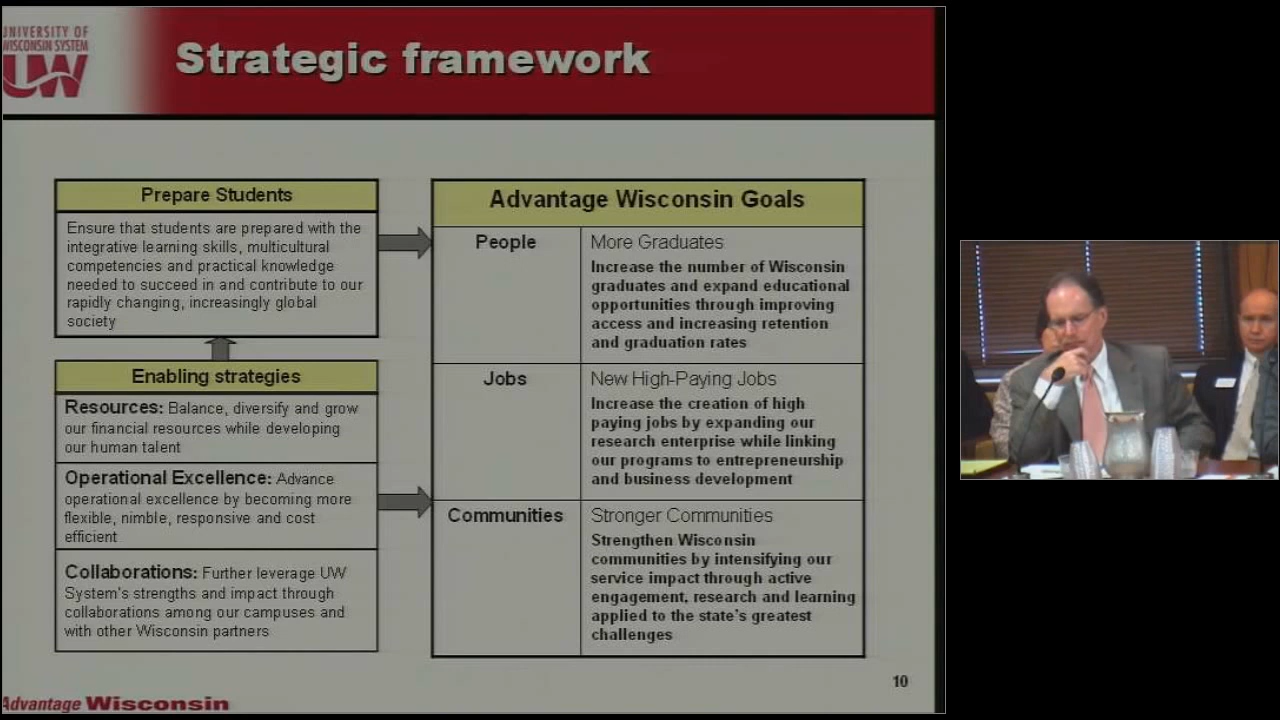 UNIVERSITY OF
WISCONSIN SYSTEM
UW
Strategic framework
Prepare Students
Ensure that students are prepared with the
integrative learning skills, multicultural
competencies and practical knowledge
needed to succeed in and contribute to our
rapidly changing, increasingly global
society
Enabling strategies
Resources: Balance, diversify and grow
our financial resources while developing
our human talent
Operational Excellence: Advance
operational excellence by becoming more
flexible, nimble, responsive and cost
efficient
Collaborations: Further leverage UW
System's strengths and impact through
collaborations among our campuses and
with other Wisconsin partners
Advantage Wisconsin Goals
People
More Graduates
Increase the number of Wisconsin
graduates and expand educational
opportunities through improving
access and increasing retention
and graduation rates
Jobs
New High-Paying Jobs
Increase the creation of high
paying jobs by expanding our
research enterprise while linking
our programs to entrepreneurship
and business development
Communities
Stronger Communities
Strengthen Wisconsin
communities by intensifying our
service impact through active
engagement, research and learning
applied to the state's greatest
challenges
10
Advantage Wisconsin